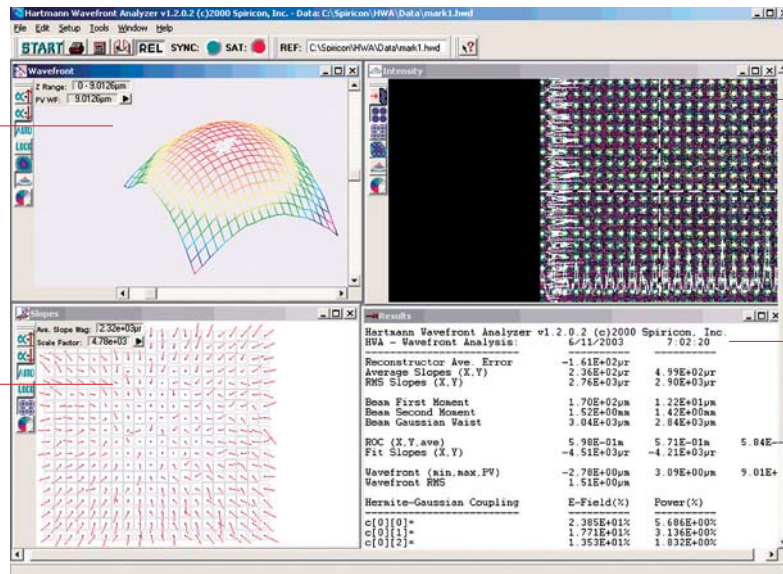 Hartmann Wavefront Analyzer v1.2.0.2 (c)2000 Spiricon, Inc. - Data: C:\Spiricon\HWA\Data\mark1.hwd
File Edit Setup Tools Window Help
START REL SYNC: SAT: REF: C:\Spiricon\HWA\Data\mark1.hwd
Wavefront
Z Range: 0 - 9.0126µm
PV WF: 9.0126µm
AUTO
LOCK
Intensity
Slopes
Ave. Slope Mag: 2.32e+03µr
Scale Factor: 4.78e+03
AUTO
LOCK
Results
Hartmann Wavefront Analyzer v1.2.0.2 (c)2000 Spiricon, Inc.
HWA - Wavefront Analysis: 6/11/2003 7:02:20
Reconstructor Ave. Error -1.61E+02µr
Average Slopes (X,Y) 2.36E+02µr 4.99E+02µr
RMS Slopes (X,Y) 2.76E+03µr 2.90E+03µr
Beam First Moment 1.70E+02µm 1.22E+01µm
Beam Second Moment 1.52E+00mm 1.42E+00mm
Beam Gaussian Waist 3.04E+03µm 2.84E+03µm
ROC (X,Y,ave) 5.98E-01m 5.71E-01m 5.84E-
Fit Slopes (X,Y) -4.51E+03µr -4.21E+03µr
Wavefront (min,max,PV) -2.78E+00µm 3.09E+00µm 9.01E+
Wavefront RMS 1.51E+00µm
Hermite-Gaussian Coupling E-Field(%) Power(%)
c[0][0]= 2.385E+01% 5.686E+00%
c[0][1]= 1.771E+01% 3.136E+00%
c[0][2]= 1.353E+01% 1.832E+00%